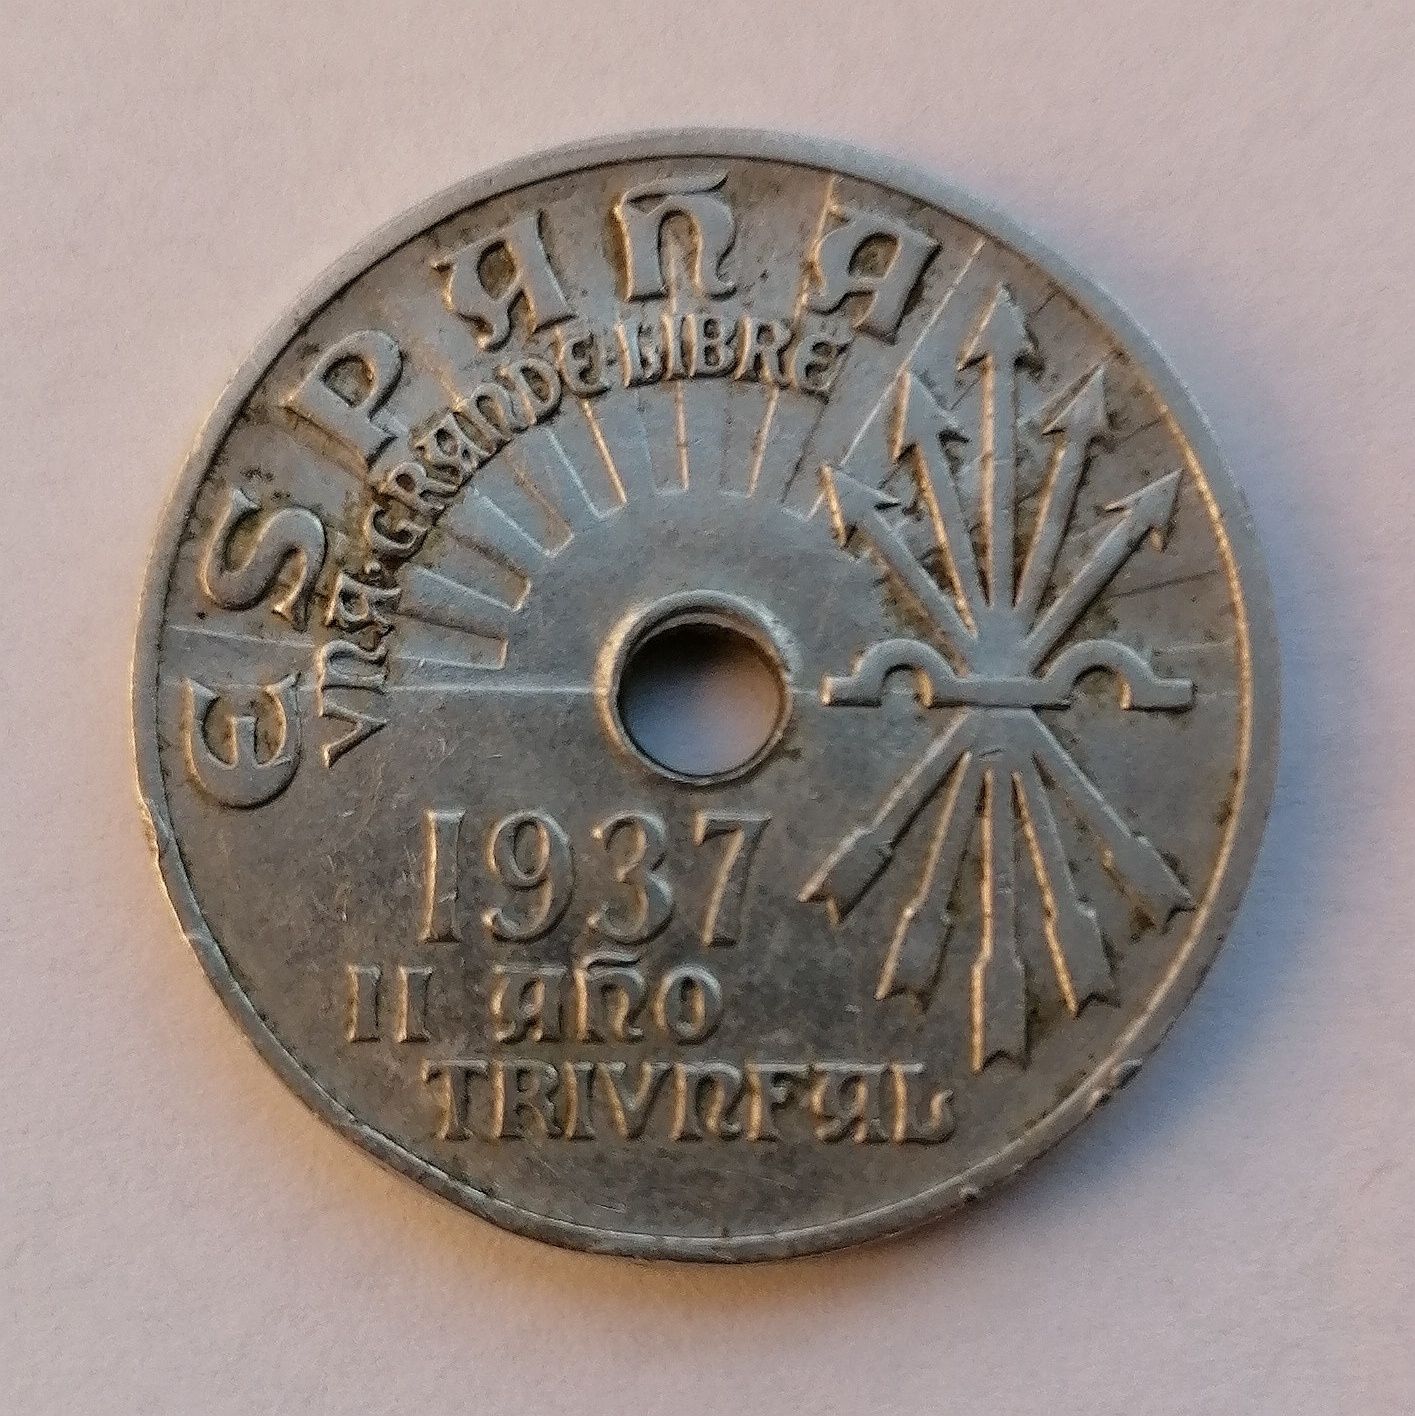 ESPAÑA
VNA·GRANDE·LIBRE
1937
II AÑO
TRIVNFAL